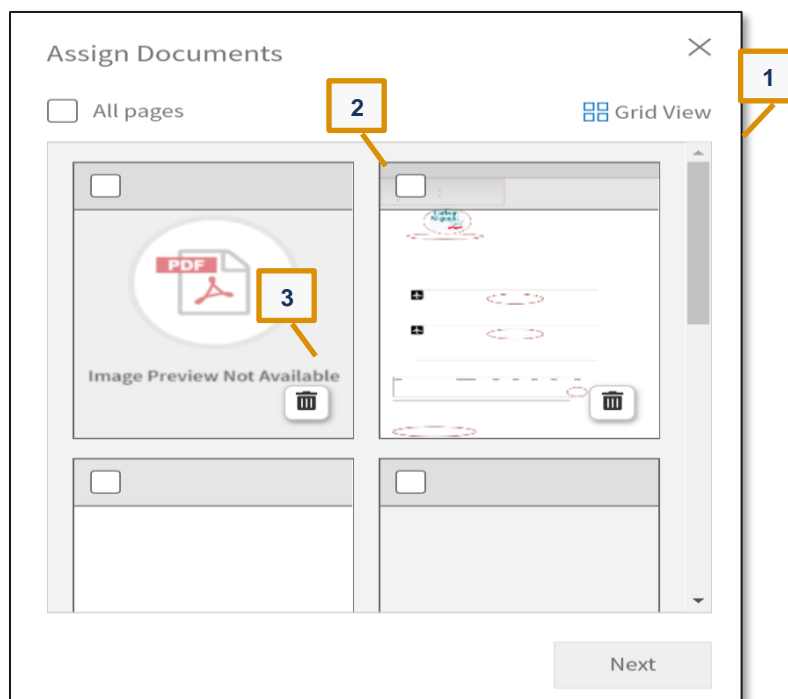 Assign Documents
1
All pages
2
Grid View
PDF
3
Image Preview Not Available
Next